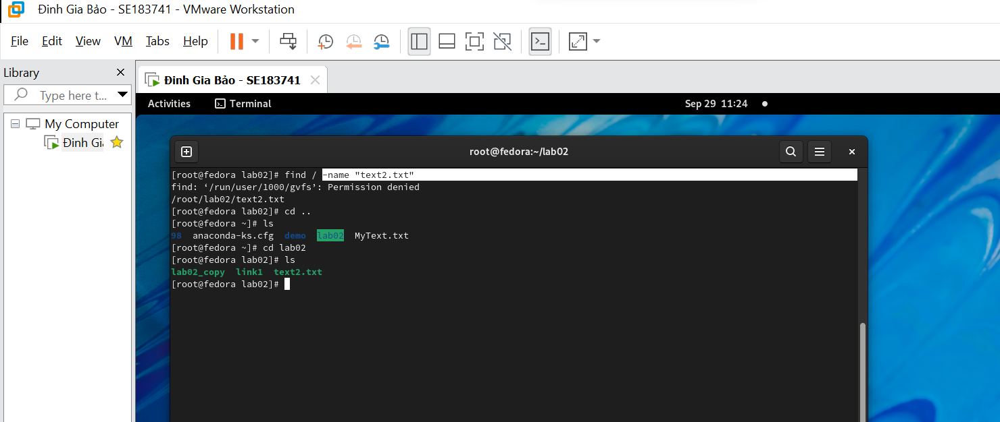 Đinh Gia Bảo - SE183741 - VMware Workstation
File Edit View VM Tabs Help
Library
Type here t...
My Computer
Đinh Gi
Đinh Gia Bảo - SE183741
Activities Terminal Sep 29 11:24
root@fedora:~/lab02
[root@fedora lab02]# find / -name "text2.txt"
find: ‘/run/user/1000/gvfs’: Permission denied
/root/lab02/text2.txt
[root@fedora lab02]# cd ..
[root@fedora ~]# ls
98 anaconda-ks.cfg demo lab02 MyText.txt
[root@fedora ~]# cd lab02
[root@fedora lab02]# ls
lab02_copy link1 text2.txt
[root@fedora lab02]#